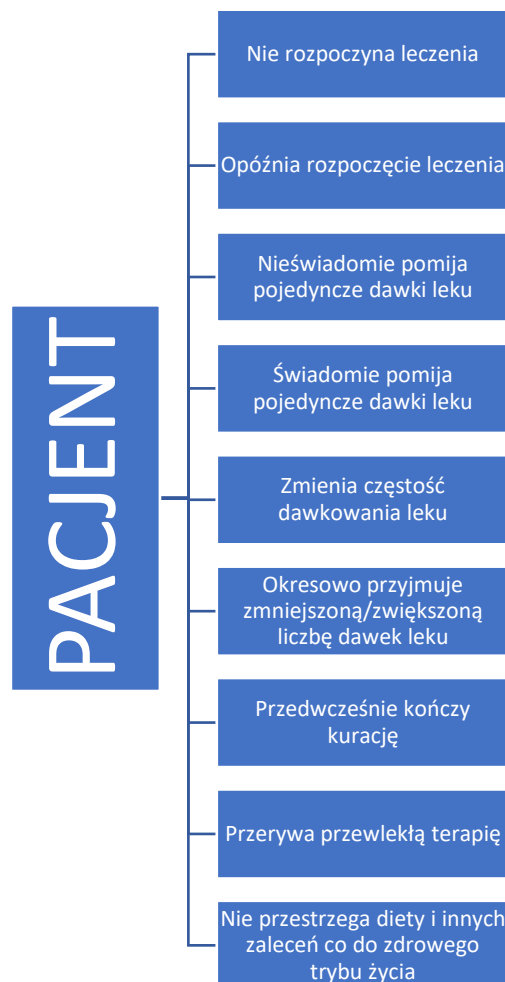 PACJENT
Nie rozpoczyna leczenia
Opóźnia rozpoczęcie leczenia
Nieświadomie pomija
pojedyncze dawki leku
Świadomie pomija
pojedyncze dawki leku
Zmienia częstość
dawkowania leku
Okresowo przyjmuje
zmniejszoną/zwiększoną
liczbę dawek leku
Przedwcześnie kończy
kurację
Przerywa przewlekłą terapię
Nie przestrzega diety i innych
zaleceń co do zdrowego
trybu życia